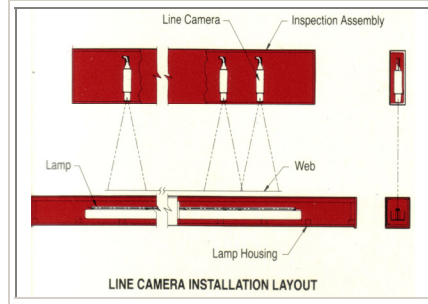 Line Camera
Inspection Assembly
Lamp
Web
Lamp Housing
LINE CAMERA INSTALLATION LAYOUT